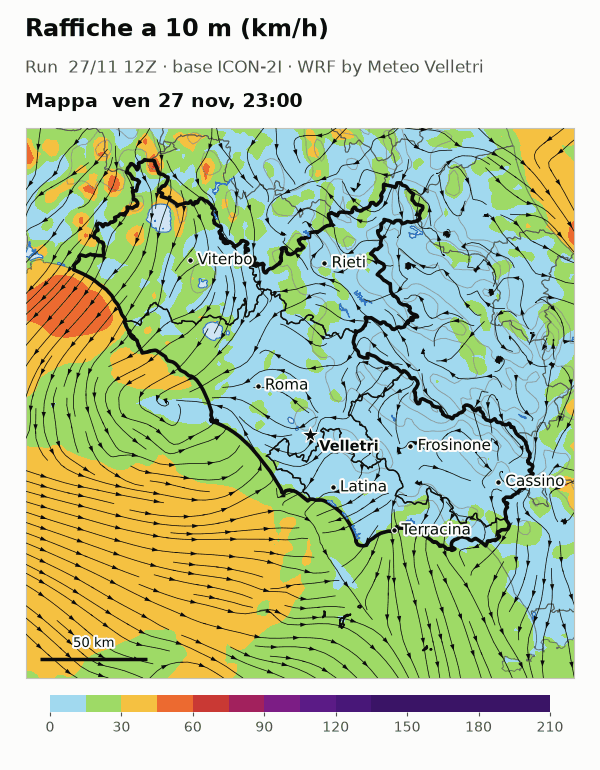 Raffiche a 10 m (km/h)
Run 27/11 12Z · base ICON-2I · WRF by Meteo Velletri
Mappa ven 27 nov, 23:00
Viterbo
Rieti
Roma
Velletri
Frosinone
Cassino
Latina
Terracina
50 km
0 30 60 90 120 150 180 210